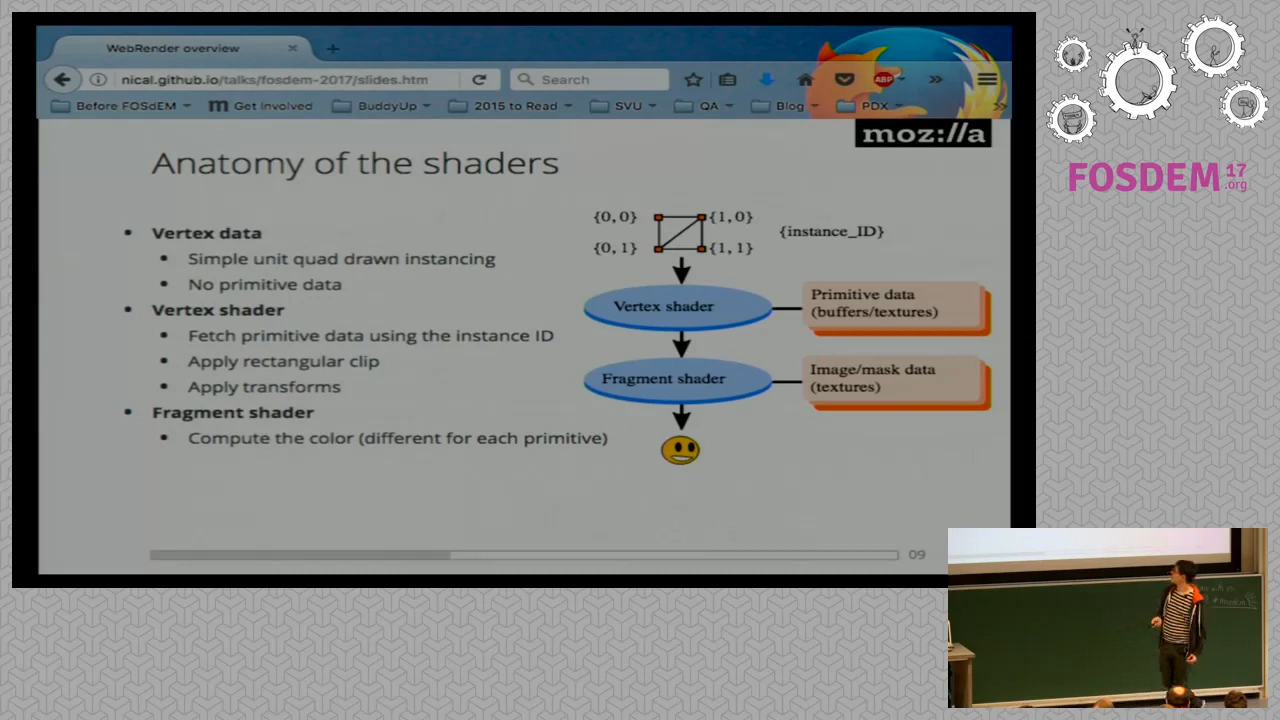 WebRender overview
nical.github.io/talks/fosdem-2017/slides.htm
Search
ABP
Before FOSdEM
m Get Involved
BuddyUp
2015 to Read
SVU
QA
Blog
PDX
moz://a
Anatomy of the shaders
• Vertex data
• Simple unit quad drawn instancing
• No primitive data
• Vertex shader
• Fetch primitive data using the instance ID
• Apply rectangular clip
• Apply transforms
• Fragment shader
• Compute the color (different for each primitive)
{0,0}
{1,0}
{0,1}
{1,1}
{instance_ID}
Vertex shader
Primitive data
(buffers/textures)
Fragment shader
Image/mask data
(textures)
09
FOSDEM 17
.org